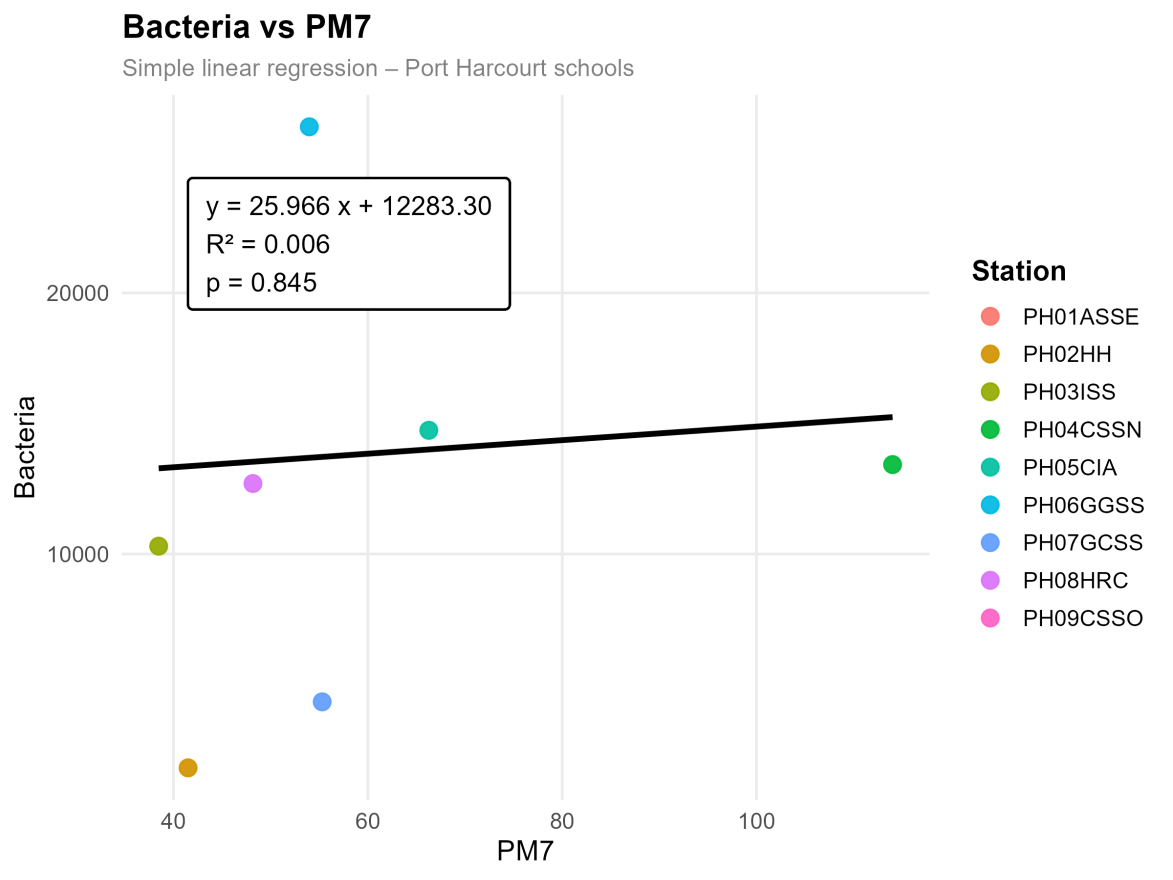 Bacteria vs PM7
Simple linear regression – Port Harcourt schools
y = 25.966 x + 12283.30
R² = 0.006
p = 0.845
20000
10000
Bacteria
40
60
80
100
PM7
Station
PH01ASSE
PH02HH
PH03ISS
PH04CSSN
PH05CIA
PH06GGSS
PH07GCSS
PH08HRC
PH09CSSO